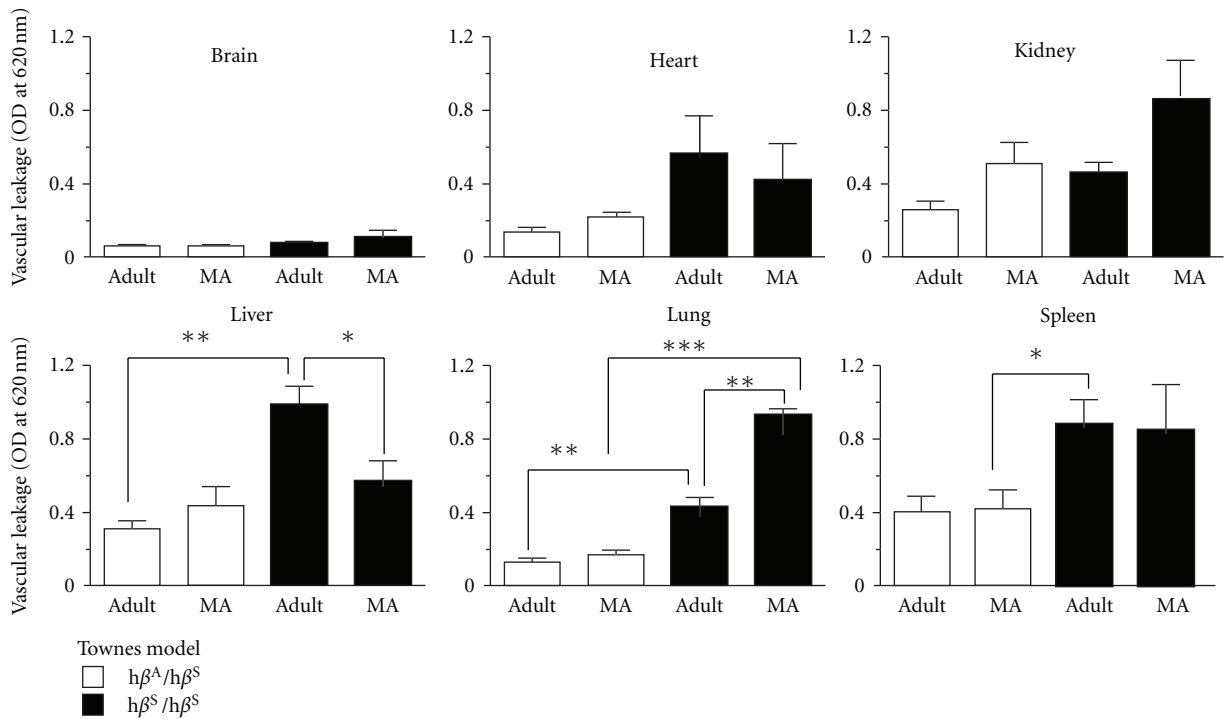 Brain
Vascular leakage (OD at 620 nm)
1.2
0.8
0.4
0
Adult MA Adult MA
Heart
1.2
0.8
0.4
0
Adult MA Adult MA
Kidney
1.2
0.8
0.4
0
Adult MA Adult MA
Liver
Vascular leakage (OD at 620 nm)
** *
1.2
0.8
0.4
0
Adult MA Adult MA
Lung
***
**
**
1.2
0.8
0.4
0
Adult MA Adult MA
Spleen
*
1.2
0.8
0.4
0
Adult MA Adult MA
Townes model
hβᴬ/hβˢ
hβˢ/hβˢ